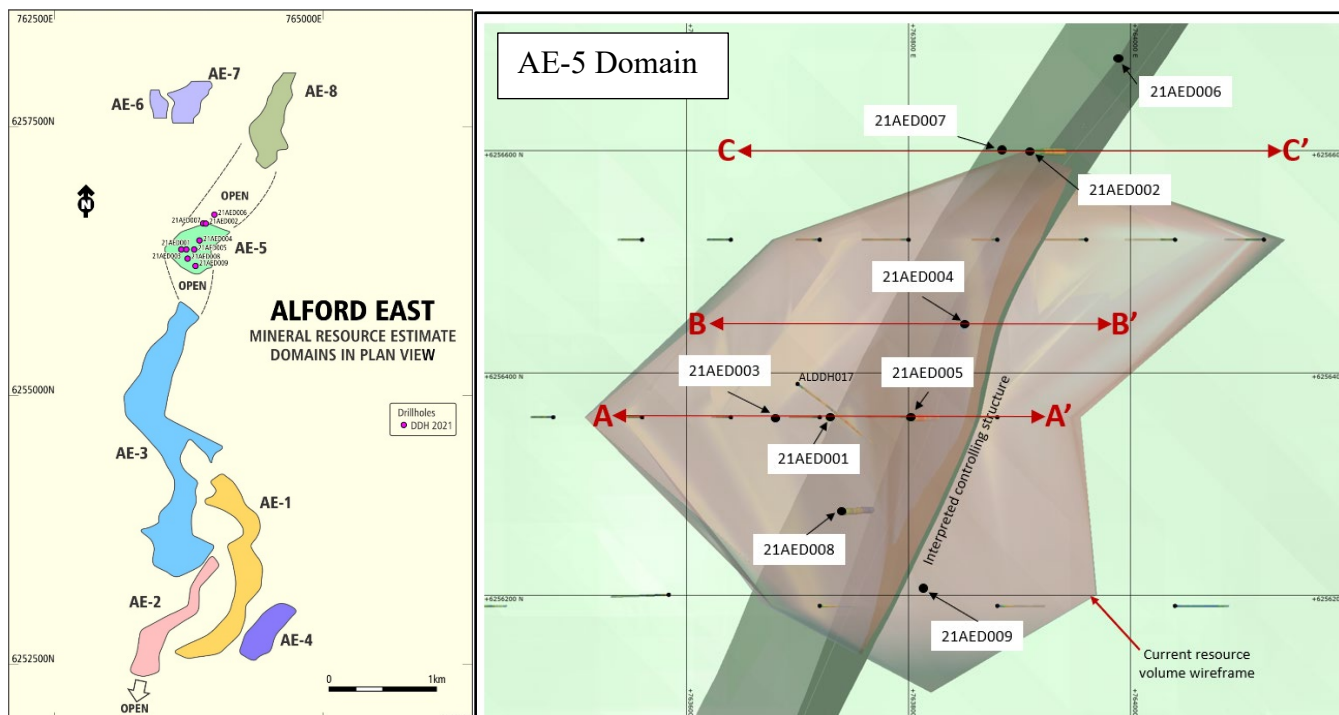 762500E
765000E
AE-7
AE-8
AE-6
6257500N
OPEN
N
21AED006
21AED007
21AED002
21AED004
21AED001
21AED005
AE-5
21AED003
21AED008
21AED009
OPEN
ALFORD EAST
MINERAL RESOURCE ESTIMATE
DOMAINS IN PLAN VIEW
6255000N
Drillholes
DDH 2021
AE-3
AE-1
AE-2
AE-4
6252500N
0
1km
OPEN
AE-5 Domain
+763800 E
+764000 E
21AED006
21AED007
C
C'
+6256600 N
21AED002
21AED004
B
B'
21AED003
21AED005
+6256400 N
ALDDH017
A
A'
21AED001
Interpreted controlling structure
21AED008
+6256200 N
21AED009
Current resource
volume wireframe
+763600